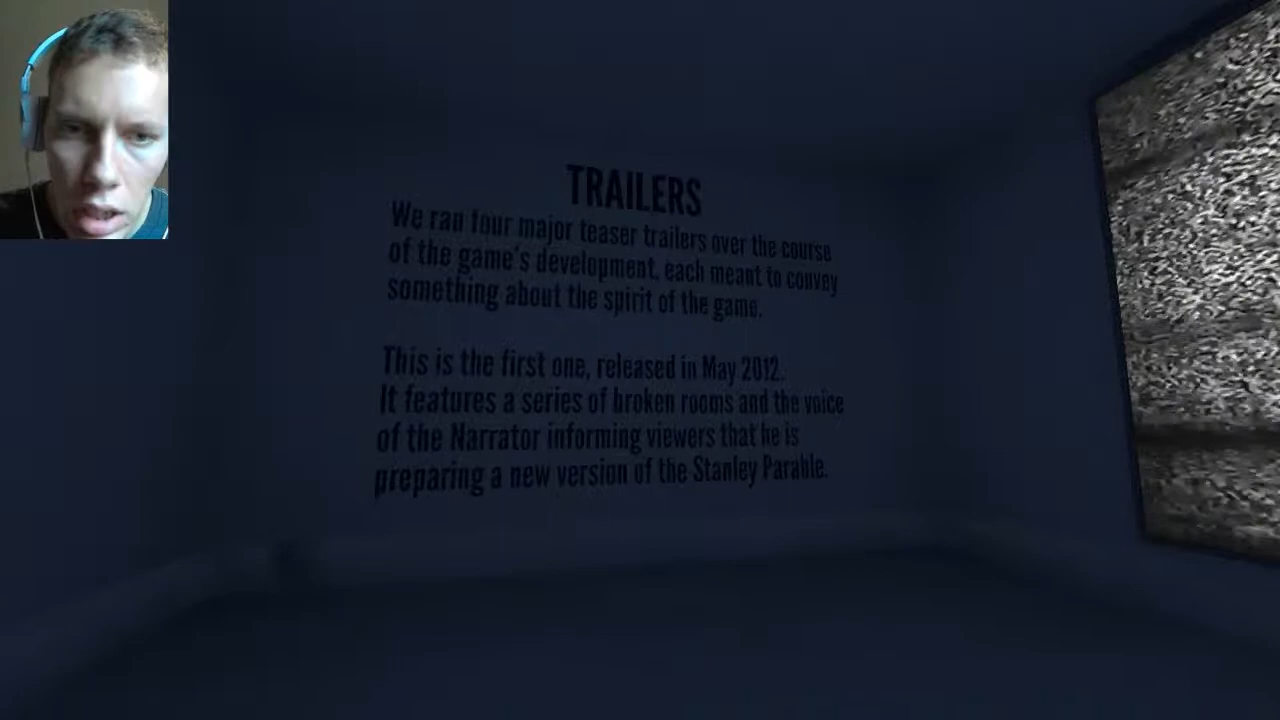 TRAILERS
We ran four major teaser trailers over the course
of the game's development, each meant to convey
something about the spirit of the game.
This is the first one, released in May 2012.
It features a series of broken rooms and the voice
of the Narrator informing viewers that he is
preparing a new version of the Stanley Parable.